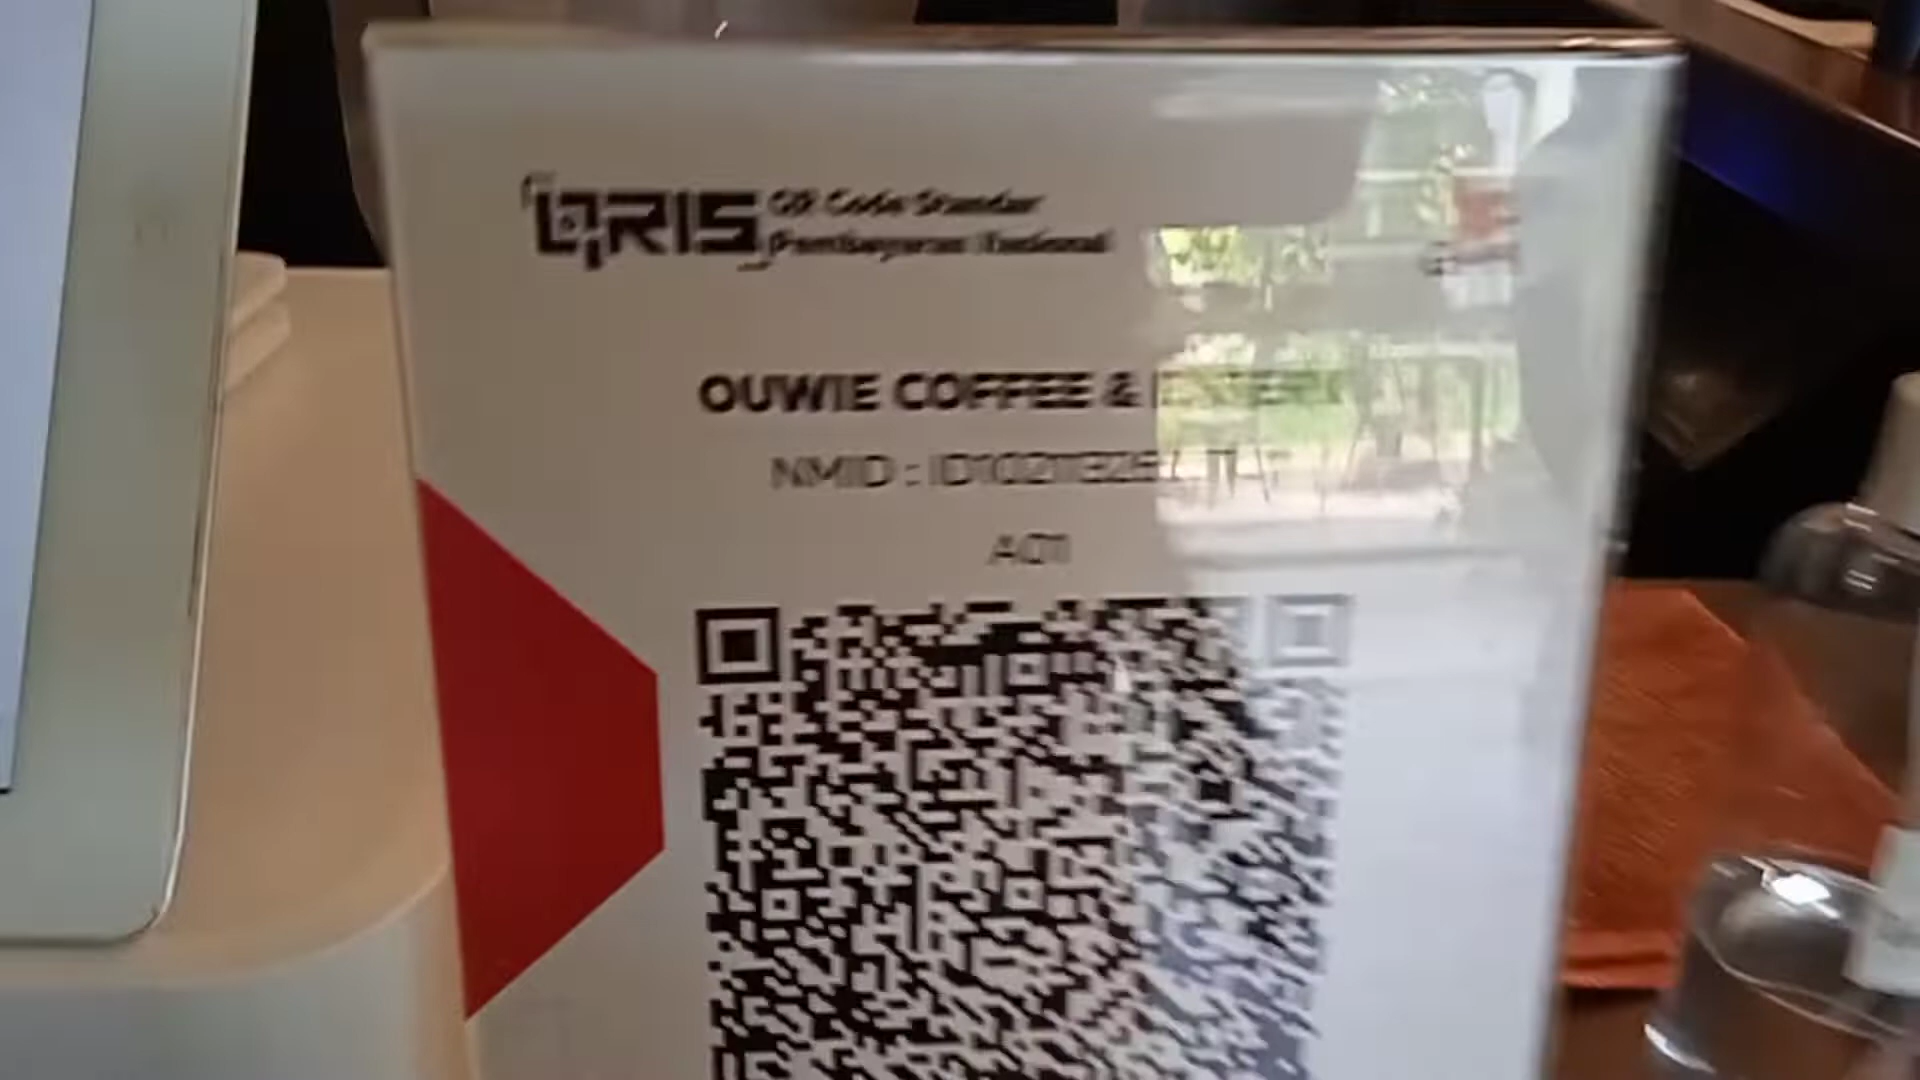 QRIS QR Code Standar
Pembayaran Nasional
OUWIE COFFEE &
NMID :
A01